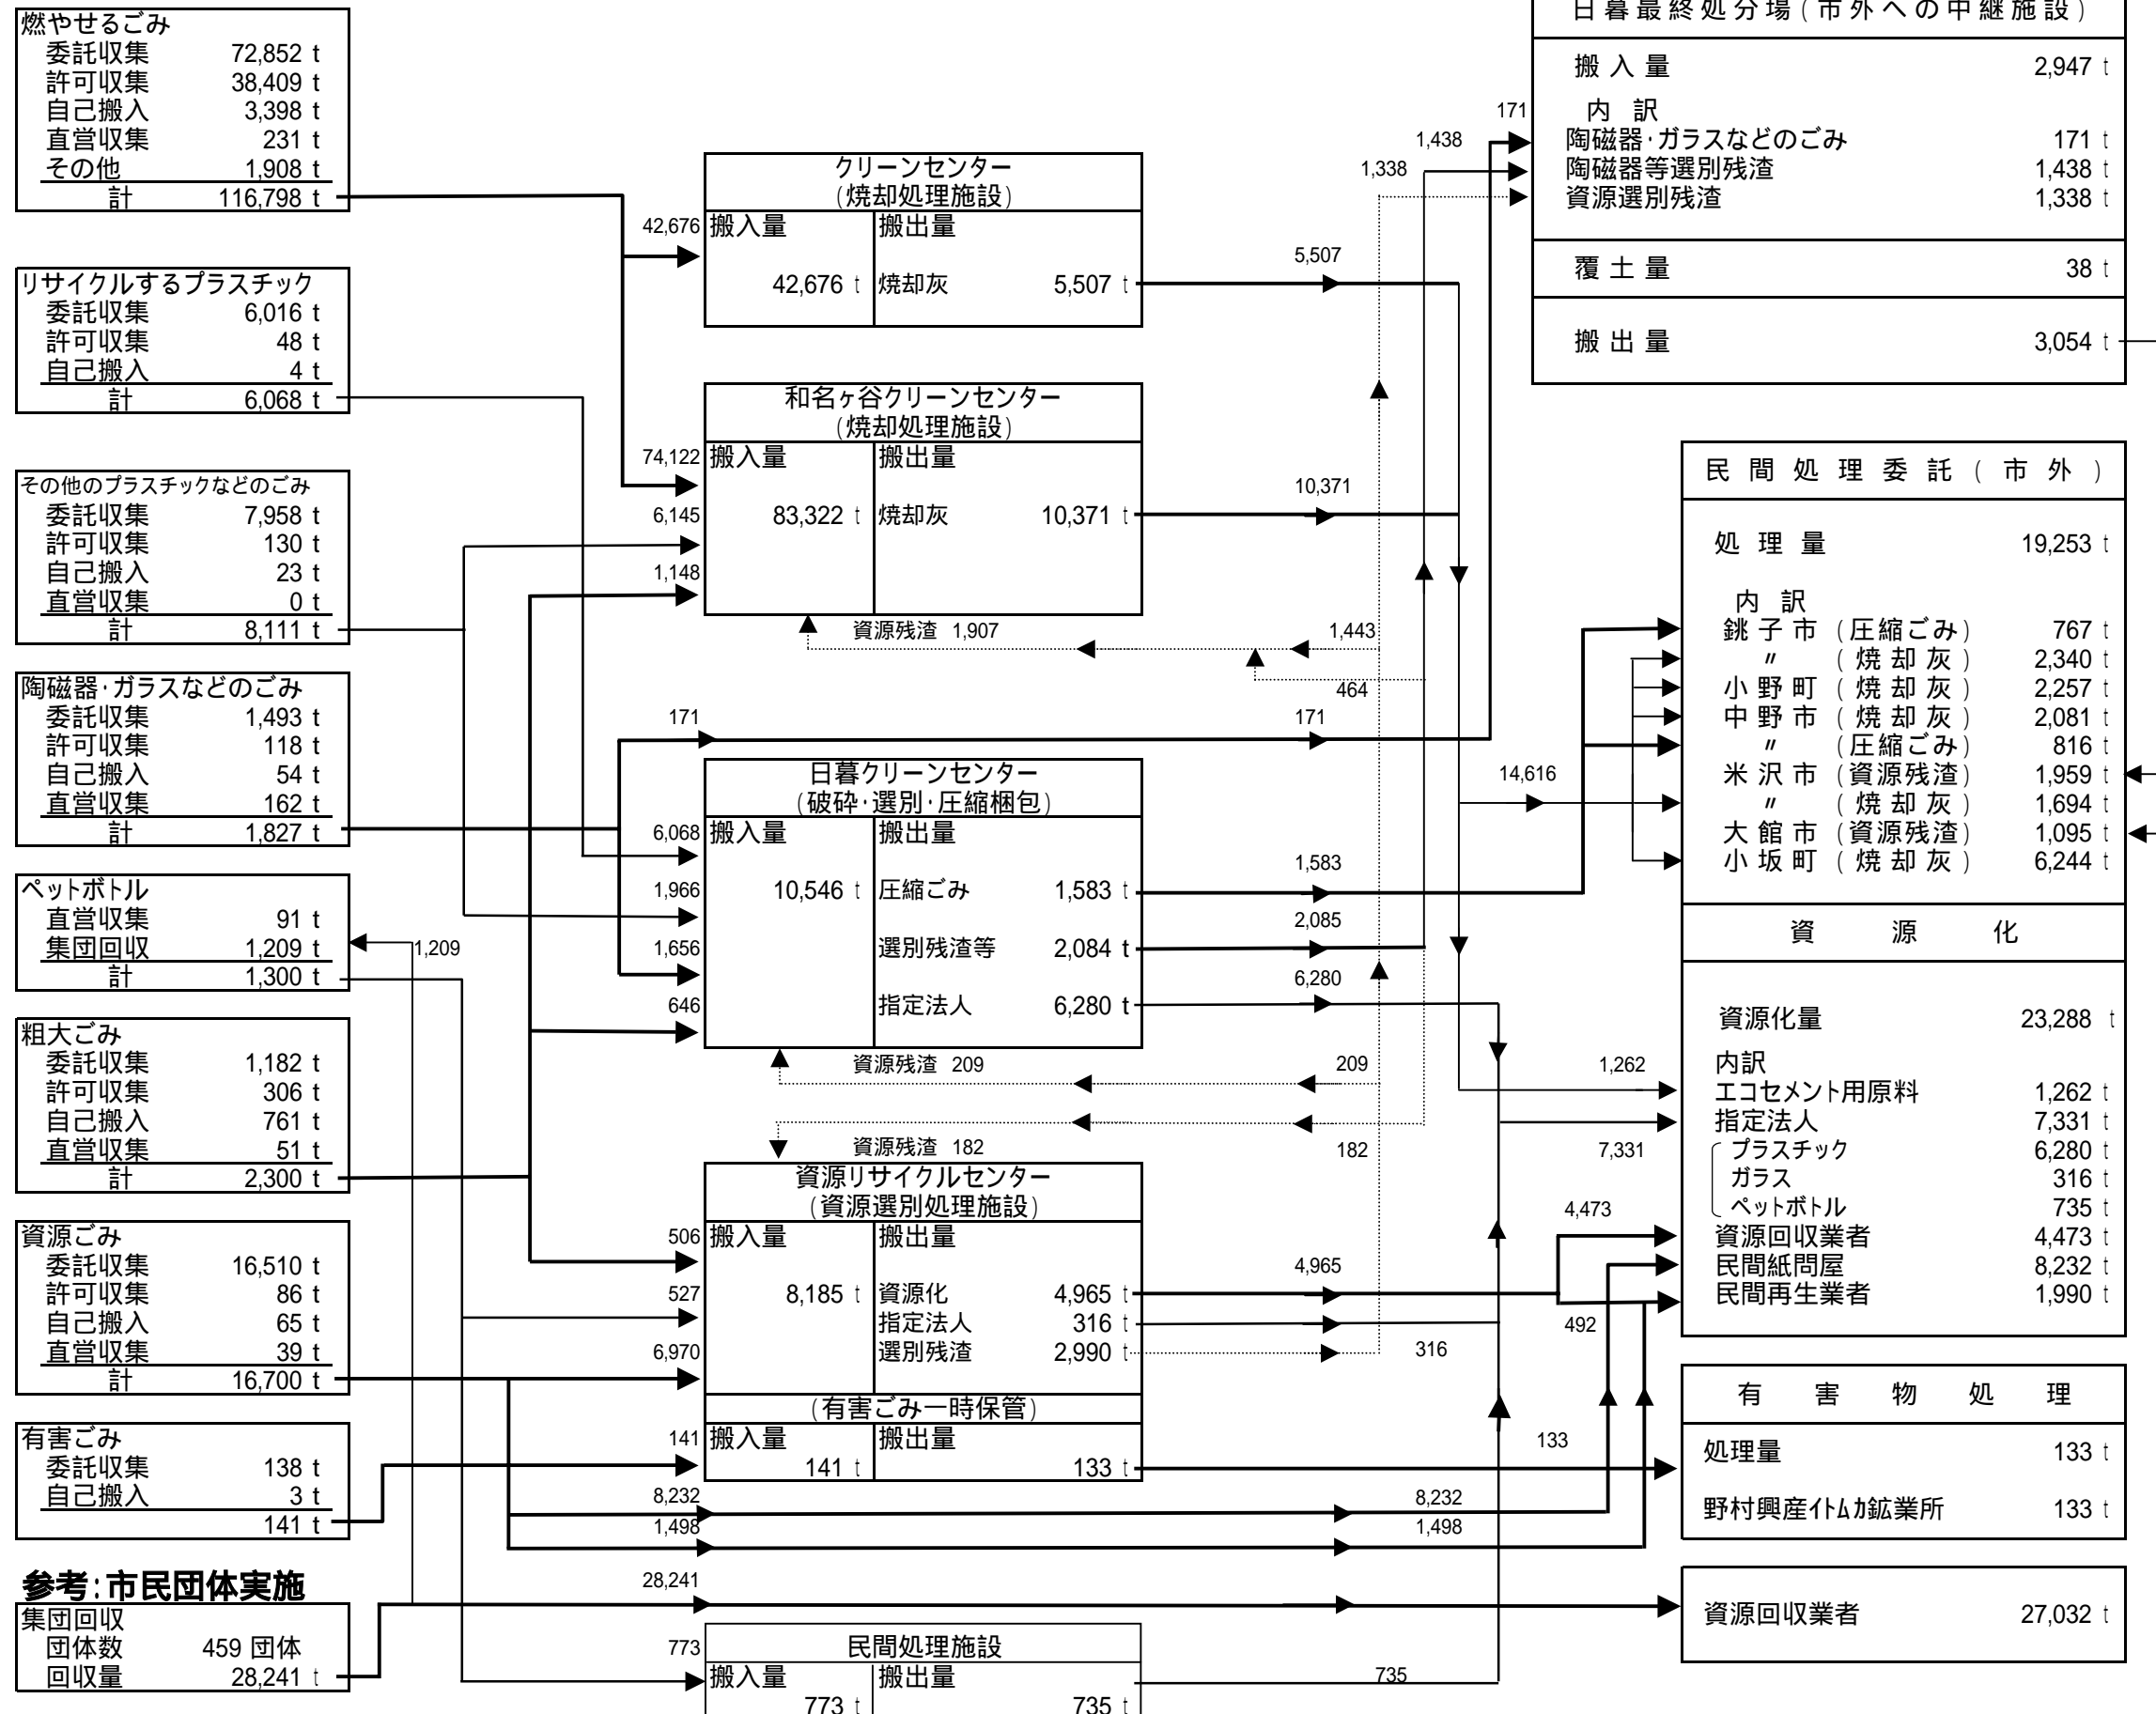 燃やせるごみ
委託収集 72,852 t
許可収集 38,409 t
自己搬入 3,398 t
直営収集 231 t
その他 1,908 t
計 116,798 t
リサイクルするプラスチック
委託収集 6,016 t
許可収集 48 t
自己搬入 4 t
計 6,068 t
その他のプラスチックなどのごみ
委託収集 7,958 t
許可収集 130 t
自己搬入 23 t
直営収集 0 t
計 8,111 t
陶磁器･ガラスなどのごみ
委託収集 1,493 t
許可収集 118 t
自己搬入 54 t
直営収集 162 t
計 1,827 t
ペットボトル
直営収集 91 t
集団回収 1,209 t
計 1,300 t
1,209
粗大ごみ
委託収集 1,182 t
許可収集 306 t
自己搬入 761 t
直営収集 51 t
計 2,300 t
資源ごみ
委託収集 16,510 t
許可収集 86 t
自己搬入 65 t
直営収集 39 t
計 16,700 t
有害ごみ
委託収集 138 t
自己搬入 3 t
141 t
参考:市民団体実施
集団回収
団体数 459 団体
回収量 28,241 t
クリーンセンター
(焼却処理施設)
42,676
搬入量 搬出量
42,676 t 焼却灰 5,507 t
5,507
和名ヶ谷クリーンセンター
(焼却処理施設)
74,122
搬入量 搬出量
6,145
83,322 t 焼却灰 10,371 t
10,371
1,148
資源残渣 1,907
1,443
464
171
171
日暮クリーンセンター
(破砕･選別･圧縮梱包)
6,068
搬入量 搬出量
1,966
10,546 t 圧縮ごみ 1,583 t
1,583
1,656
選別残渣等 2,084 t
2,085
646
指定法人 6,280 t
6,280
資源残渣 209
209
資源残渣 182
182
資源リサイクルセンター
(資源選別処理施設)
506
搬入量 搬出量
527
8,185 t 資源化 4,965 t
4,965
指定法人 316 t
6,970
選別残渣 2,990 t
316
(有害ごみ一時保管)
141
搬入量 搬出量
141 t 133 t
133
8,232
8,232
1,498
1,498
28,241
民間処理施設
773
搬入量 搬出量
773 t 735 t
735
日暮最終処分場(市外への中継施設)
搬入量 2,947 t
内訳
171
陶磁器･ガラスなどのごみ 171 t
1,438
陶磁器等選別残渣 1,438 t
1,338
資源選別残渣 1,338 t
覆土量 38 t
搬出量 3,054 t
民間処理委託(市外)
処理量 19,253 t
内訳
銚子市 (圧縮ごみ) 767 t
〃 (焼却灰) 2,340 t
小野町 (焼却灰) 2,257 t
中野市 (焼却灰) 2,081 t
〃 (圧縮ごみ) 816 t
14,616
米沢市 (資源残渣) 1,959 t
〃 (焼却灰) 1,694 t
大館市 (資源残渣) 1,095 t
小坂町 (焼却灰) 6,244 t
資源化
資源化量 23,288 t
内訳
1,262
エコセメント用原料 1,262 t
指定法人 7,331 t
7,331
プラスチック 6,280 t
ガラス 316 t
ペットボトル 735 t
4,473
資源回収業者 4,473 t
民間紙問屋 8,232 t
民間再生業者 1,990 t
492
有害物処理
処理量 133 t
野村興産イトムカ鉱業所 133 t
資源回収業者 27,032 t